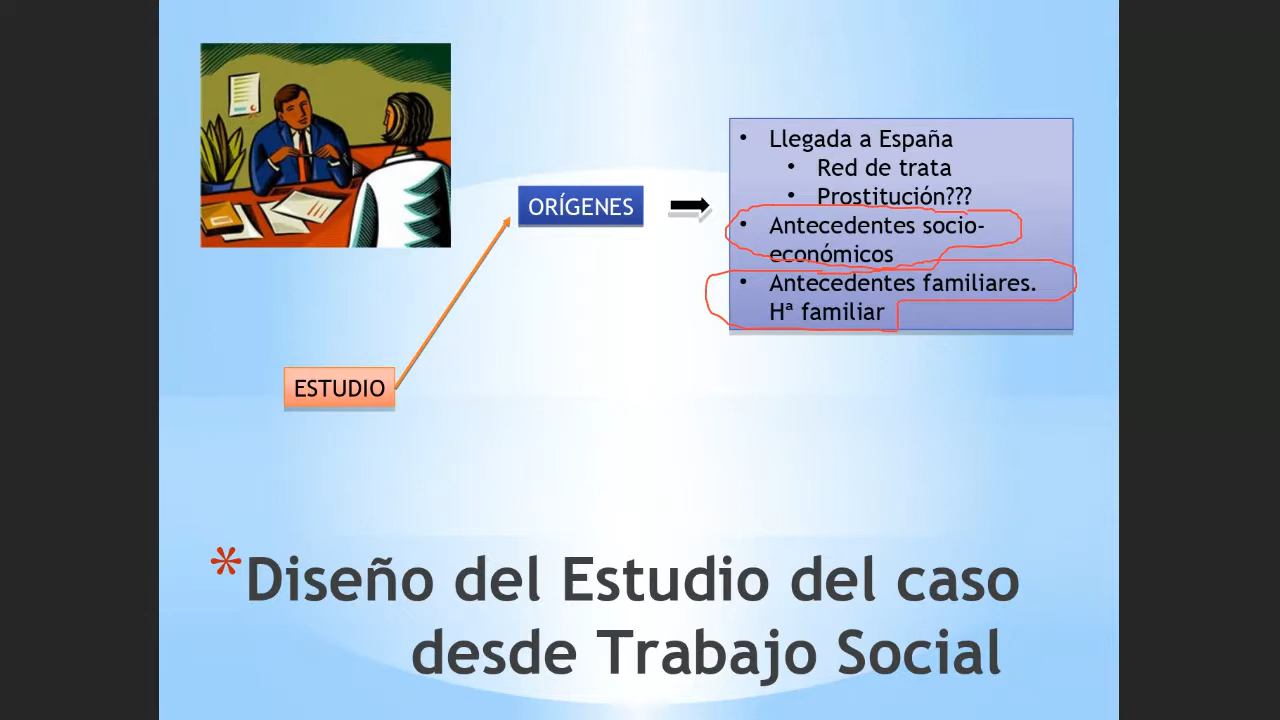 • Llegada a España
• Red de trata
• Prostitución???
ORÍGENES
• Antecedentes socio-
económicos
• Antecedentes familiares.
Hª familiar
ESTUDIO
*Diseño del Estudio del caso
desde Trabajo Social